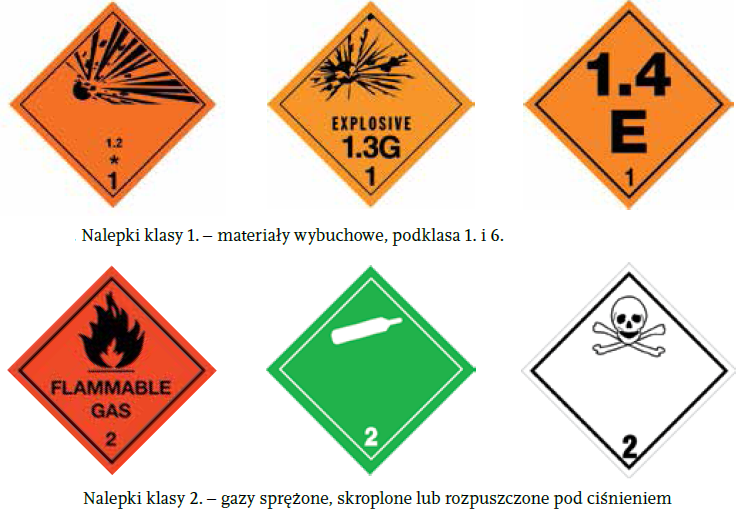 1.2
*
1
EXPLOSIVE
1.3G
1
1.4
E
1
Nalepki klasy 1. – materiały wybuchowe, podklasa 1. i 6.
FLAMMABLE
GAS
2
2
2
Nalepki klasy 2. – gazy sprężone, skroplone lub rozpuszczone pod ciśnieniem